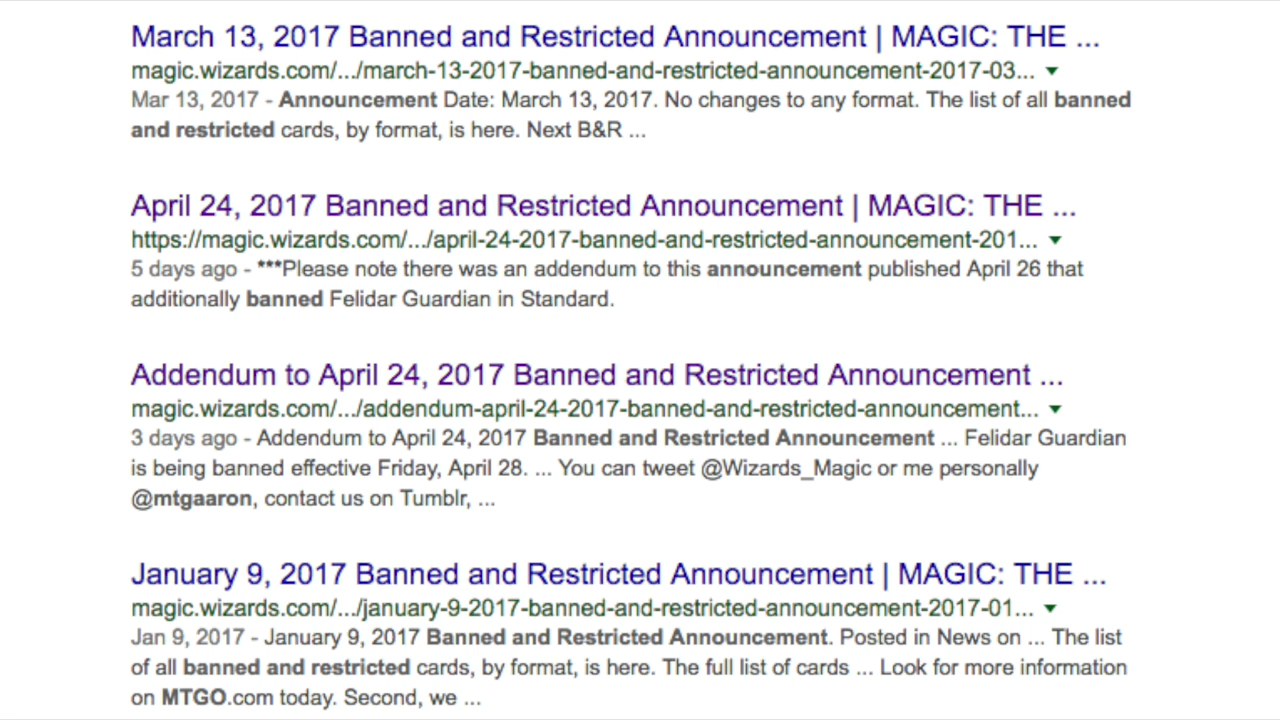 March 13, 2017 Banned and Restricted Announcement | MAGIC: THE ...
magic.wizards.com/.../march-13-2017-banned-and-restricted-announcement-2017-03...
Mar 13, 2017 - Announcement Date: March 13, 2017. No changes to any format. The list of all banned
and restricted cards, by format, is here. Next B&R ...
April 24, 2017 Banned and Restricted Announcement | MAGIC: THE ...
https://magic.wizards.com/.../april-24-2017-banned-and-restricted-announcement-201...
5 days ago - ***Please note there was an addendum to this announcement published April 26 that
additionally banned Felidar Guardian in Standard.
Addendum to April 24, 2017 Banned and Restricted Announcement ...
magic.wizards.com/.../addendum-april-24-2017-banned-and-restricted-announcement...
3 days ago - Addendum to April 24, 2017 Banned and Restricted Announcement ... Felidar Guardian
is being banned effective Friday, April 28. ... You can tweet @Wizards_Magic or me personally
@mtgaaron, contact us on Tumblr, ...
January 9, 2017 Banned and Restricted Announcement | MAGIC: THE ...
magic.wizards.com/.../january-9-2017-banned-and-restricted-announcement-2017-01...
Jan 9, 2017 - January 9, 2017 Banned and Restricted Announcement. Posted in News on ... The list
of all banned and restricted cards, by format, is here. The full list of cards ... Look for more information
on MTGO.com today. Second, we ...